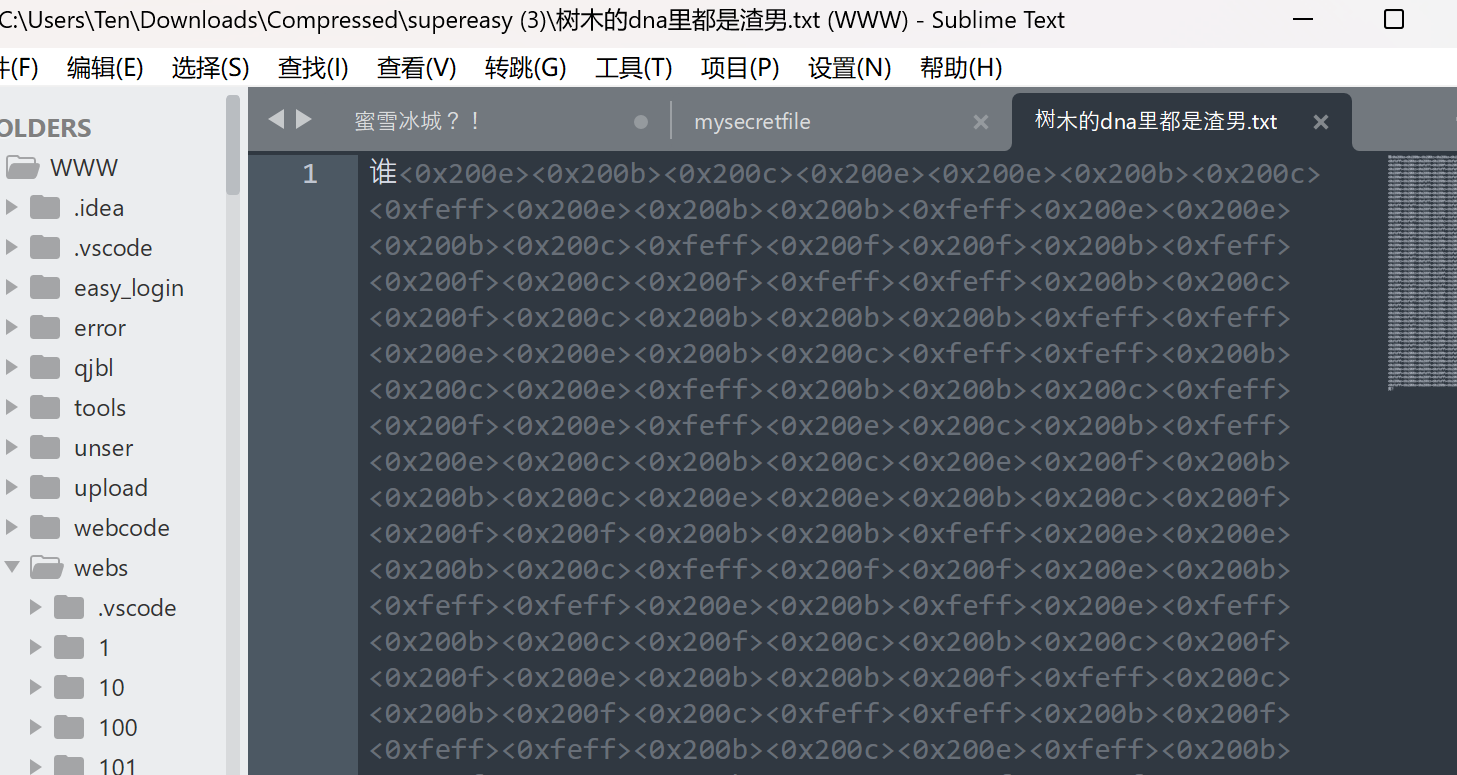 C:\Users\Ten\Downloads\Compressed\supereasy (3)\树木的dna里都是渣男.txt (WWW) - Sublime Text
件(F) 编辑(E) 选择(S) 查找(I) 查看(V) 转跳(G) 工具(T) 项目(P) 设置(N) 帮助(H)
蜜雪冰城？！ mysecretfile 树木的dna里都是渣男.txt
OLDERS
WWW
.idea
.vscode
easy_login
error
qjbl
tools
unser
upload
webcode
webs
.vscode
1
10
100
101
1 谁<0x200e><0x200b><0x200c><0x200e><0x200e><0x200b><0x200c>
<0xfeff><0x200e><0x200b><0x200b><0xfeff><0x200e><0x200e>
<0x200b><0x200c><0xfeff><0x200f><0x200f><0x200b><0xfeff>
<0x200f><0x200c><0x200f><0xfeff><0xfeff><0x200b><0x200c>
<0x200f><0x200c><0x200b><0x200b><0x200b><0xfeff><0xfeff>
<0x200e><0x200e><0x200b><0x200c><0xfeff><0xfeff><0x200b>
<0x200c><0x200e><0xfeff><0x200b><0x200b><0x200c><0xfeff>
<0x200f><0x200e><0xfeff><0x200e><0x200c><0x200b><0xfeff>
<0x200e><0x200c><0x200b><0x200c><0x200e><0x200f><0x200b>
<0x200b><0x200c><0x200e><0x200e><0x200b><0x200c><0x200f>
<0x200f><0x200f><0x200b><0x200b><0xfeff><0x200e><0x200e>
<0x200b><0x200c><0xfeff><0x200f><0x200f><0x200e><0x200b>
<0xfeff><0xfeff><0x200e><0x200b><0xfeff><0x200e><0xfeff>
<0x200b><0x200c><0x200f><0x200c><0x200b><0x200c><0x200f>
<0x200f><0x200e><0x200b><0x200b><0x200f><0xfeff><0x200c>
<0x200b><0x200f><0x200c><0xfeff><0xfeff><0x200b><0x200f>
<0xfeff><0xfeff><0x200b><0x200c><0x200e><0xfeff><0x200b>